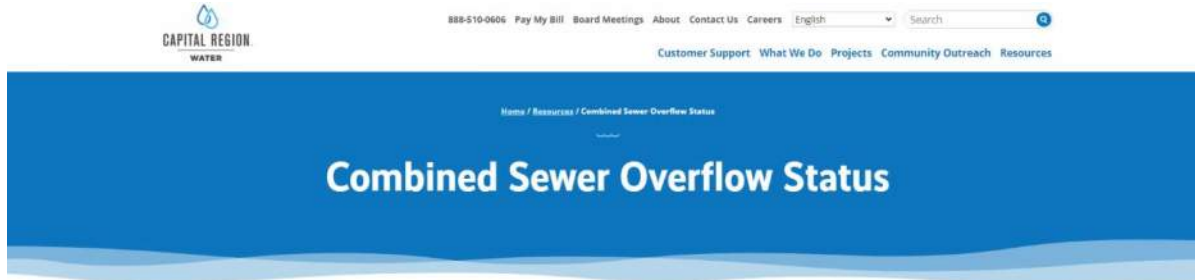 888-510-0606 Pay My Bill Board Meetings About Contact Us Careers English Search
CAPITAL REGION
WATER
Customer Support What We Do Projects Community Outreach Resources
Home / Resources / Combined Sewer Overflow Status
Combined Sewer Overflow Status